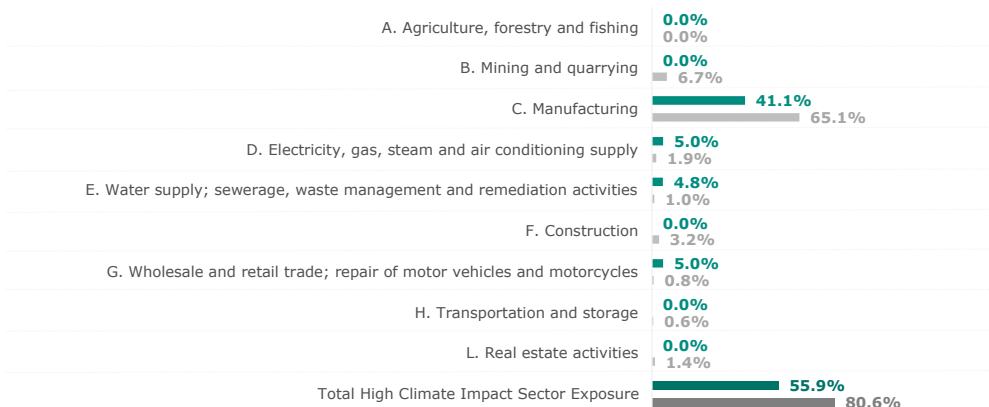 A. Agriculture, forestry and fishing
0.0%
0.0%
B. Mining and quarrying
0.0%
6.7%
C. Manufacturing
41.1%
65.1%
D. Electricity, gas, steam and air conditioning supply
5.0%
1.9%
E. Water supply; sewerage, waste management and remediation activities
4.8%
1.0%
F. Construction
0.0%
3.2%
G. Wholesale and retail trade; repair of motor vehicles and motorcycles
5.0%
0.8%
H. Transportation and storage
0.0%
0.6%
L. Real estate activities
0.0%
1.4%
Total High Climate Impact Sector Exposure
55.9%
80.6%